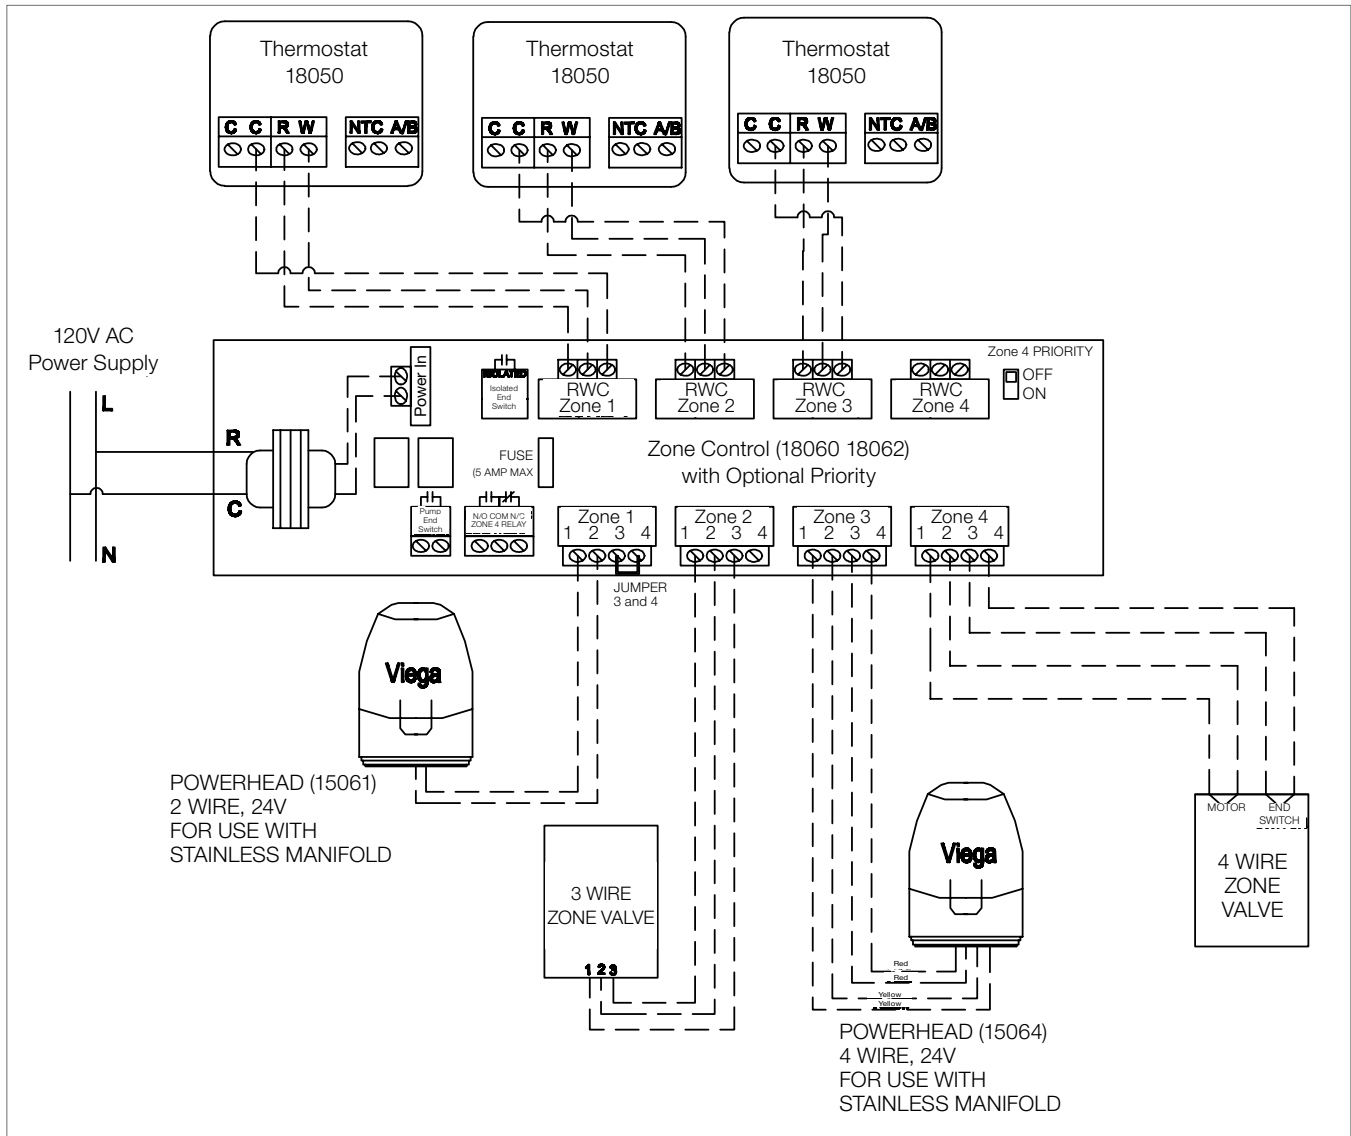 Thermostat
18050
C C R W NTC A/B
Thermostat
18050
C C R W NTC A/B
Thermostat
18050
C C R W NTC A/B
120V AC
Power Supply
L
N
R
C
Power In
ISOLATED
Isolated
End
Switch
RWC
Zone 1
RWC
Zone 2
RWC
Zone 3
RWC
Zone 4
Zone 4 PRIORITY
OFF
ON
FUSE
(5 AMP MAX
Zone Control (18060 18062)
with Optional Priority
Pump
End
Switch
N/O COM N/C
ZONE 4 RELAY
Zone 1
1 2 3 4
Zone 2
1 2 3 4
Zone 3
1 2 3 4
Zone 4
1 2 3 4
JUMPER
3 and 4
Viega
POWERHEAD (15061)
2 WIRE, 24V
FOR USE WITH
STAINLESS MANIFOLD
3 WIRE
ZONE VALVE
1 2 3
Viega
Red
Red
Yellow
Yellow
POWERHEAD (15064)
4 WIRE, 24V
FOR USE WITH
STAINLESS MANIFOLD
MOTOR
END
SWITCH
4 WIRE
ZONE
VALVE